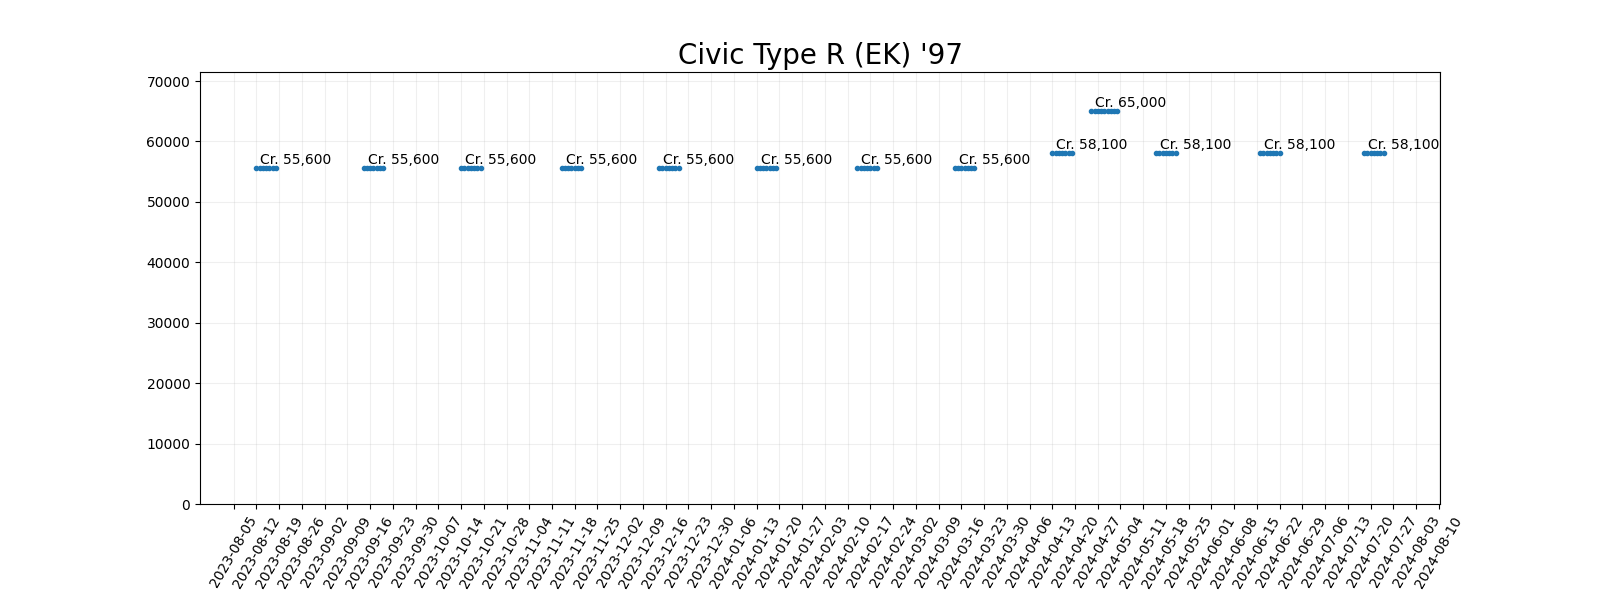 Civic Type R (EK) '97
70000
Cr. 65,000
60000
Cr. 58,100 Cr. 58,100 Cr. 58,100 Cr. 58,100
Cr. 55,600 Cr. 55,600 Cr. 55,600 Cr. 55,600 Cr. 55,600 Cr. 55,600 Cr. 55,600 Cr. 55,600
50000
40000
30000
20000
10000
0
2023-08-05 2023-08-12 2023-08-19 2023-08-26 2023-09-02 2023-09-09 2023-09-16 2023-09-23 2023-09-30 2023-10-07 2023-10-14 2023-10-21 2023-10-28 2023-11-04 2023-11-11 2023-11-18 2023-11-25 2023-12-02 2023-12-09 2023-12-16 2023-12-23 2023-12-30 2024-01-06 2024-01-13 2024-01-20 2024-01-27 2024-02-03 2024-02-10 2024-02-17 2024-02-24 2024-03-02 2024-03-09 2024-03-16 2024-03-23 2024-03-30 2024-04-06 2024-04-13 2024-04-20 2024-04-27 2024-05-04 2024-05-11 2024-05-18 2024-05-25 2024-06-01 2024-06-08 2024-06-15 2024-06-22 2024-06-29 2024-07-06 2024-07-13 2024-07-20 2024-07-27 2024-08-03 2024-08-10